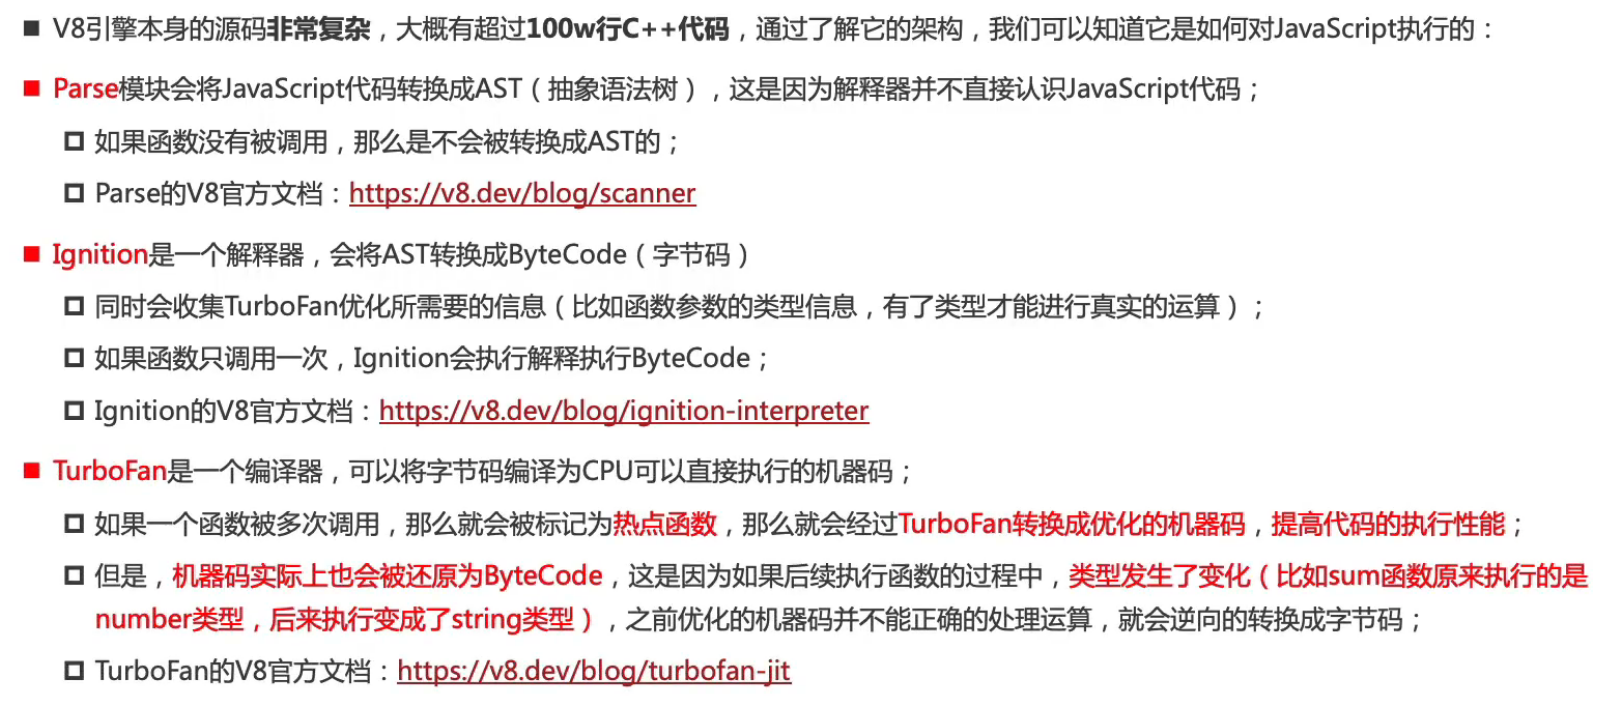 V8引擎本身的源码非常复杂，大概有超过100w行C++代码，通过了解它的架构，我们可以知道它是如何对JavaScript执行的：
Parse模块会将JavaScript代码转换成AST（抽象语法树），这是因为解释器并不直接认识JavaScript代码；
如果函数没有被调用，那么是不会被转换成AST的；
Parse的V8官方文档：https://v8.dev/blog/scanner
Ignition是一个解释器，会将AST转换成ByteCode（字节码）
同时会收集TurboFan优化所需要的信息（比如函数参数的类型信息，有了类型才能进行真实的运算）；
如果函数只调用一次，Ignition会执行解释执行ByteCode；
Ignition的V8官方文档：https://v8.dev/blog/ignition-interpreter
TurboFan是一个编译器，可以将字节码编译为CPU可以直接执行的机器码；
如果一个函数被多次调用，那么就会被标记为热点函数，那么就会经过TurboFan转换成优化的机器码，提高代码的执行性能；
但是，机器码实际上也会被还原为ByteCode，这是因为如果后续执行函数的过程中，类型发生了变化（比如sum函数原来执行的是
number类型，后来执行变成了string类型），之前优化的机器码并不能正确的处理运算，就会逆向的转换成字节码；
TurboFan的V8官方文档：https://v8.dev/blog/turbofan-jit